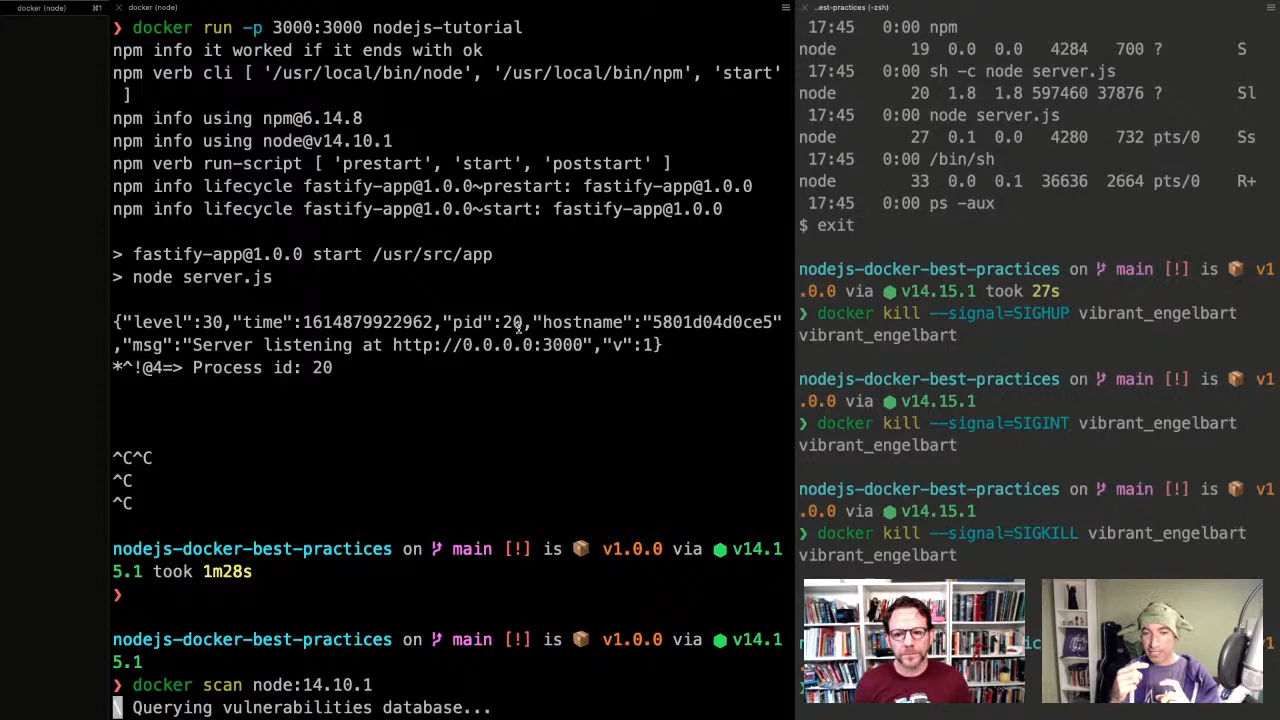 docker (node) ⌘1
× docker (node)
❯ docker run -p 3000:3000 nodejs-tutorial
npm info it worked if it ends with ok
npm verb cli [ '/usr/local/bin/node', '/usr/local/bin/npm', 'start'
]
npm info using npm@6.14.8
npm info using node@v14.10.1
npm verb run-script [ 'prestart', 'start', 'poststart' ]
npm info lifecycle fastify-app@1.0.0~prestart: fastify-app@1.0.0
npm info lifecycle fastify-app@1.0.0~start: fastify-app@1.0.0
> fastify-app@1.0.0 start /usr/src/app
> node server.js
{"level":30,"time":1614879922962,"pid":20,"hostname":"5801d04d0ce5"
,"msg":"Server listening at http://0.0.0.0:3000","v":1}
*^!@4=> Process id: 20
^C^C
^C
^C
nodejs-docker-best-practices on main [!] is 📦 v1.0.0 via ⬢ v14.1
5.1 took 1m28s
❯
nodejs-docker-best-practices on main [!] is 📦 v1.0.0 via ⬢ v14.1
5.1
❯ docker scan node:14.10.1
\ Querying vulnerabilities database...
× ..est-practices (-zsh)
17:45 0:00 npm
node 19 0.0 0.0 4284 700 ? S
17:45 0:00 sh -c node server.js
node 20 1.8 1.8 597460 37876 ? Sl
17:45 0:00 node server.js
node 27 0.1 0.0 4280 732 pts/0 Ss
17:45 0:00 /bin/sh
node 33 0.0 0.1 36636 2664 pts/0 R+
17:45 0:00 ps -aux
$ exit
nodejs-docker-best-practices on main [!] is 📦 v1
.0.0 via ⬢ v14.15.1 took 27s
❯ docker kill --signal=SIGHUP vibrant_engelbart
vibrant_engelbart
nodejs-docker-best-practices on main [!] is 📦 v1
.0.0 via ⬢ v14.15.1
❯ docker kill --signal=SIGINT vibrant_engelbart
vibrant_engelbart
nodejs-docker-best-practices on main [!] is 📦 v1
.0.0 via ⬢ v14.15.1
❯ docker kill --signal=SIGKILL vibrant_engelbart
vibrant_engelbart